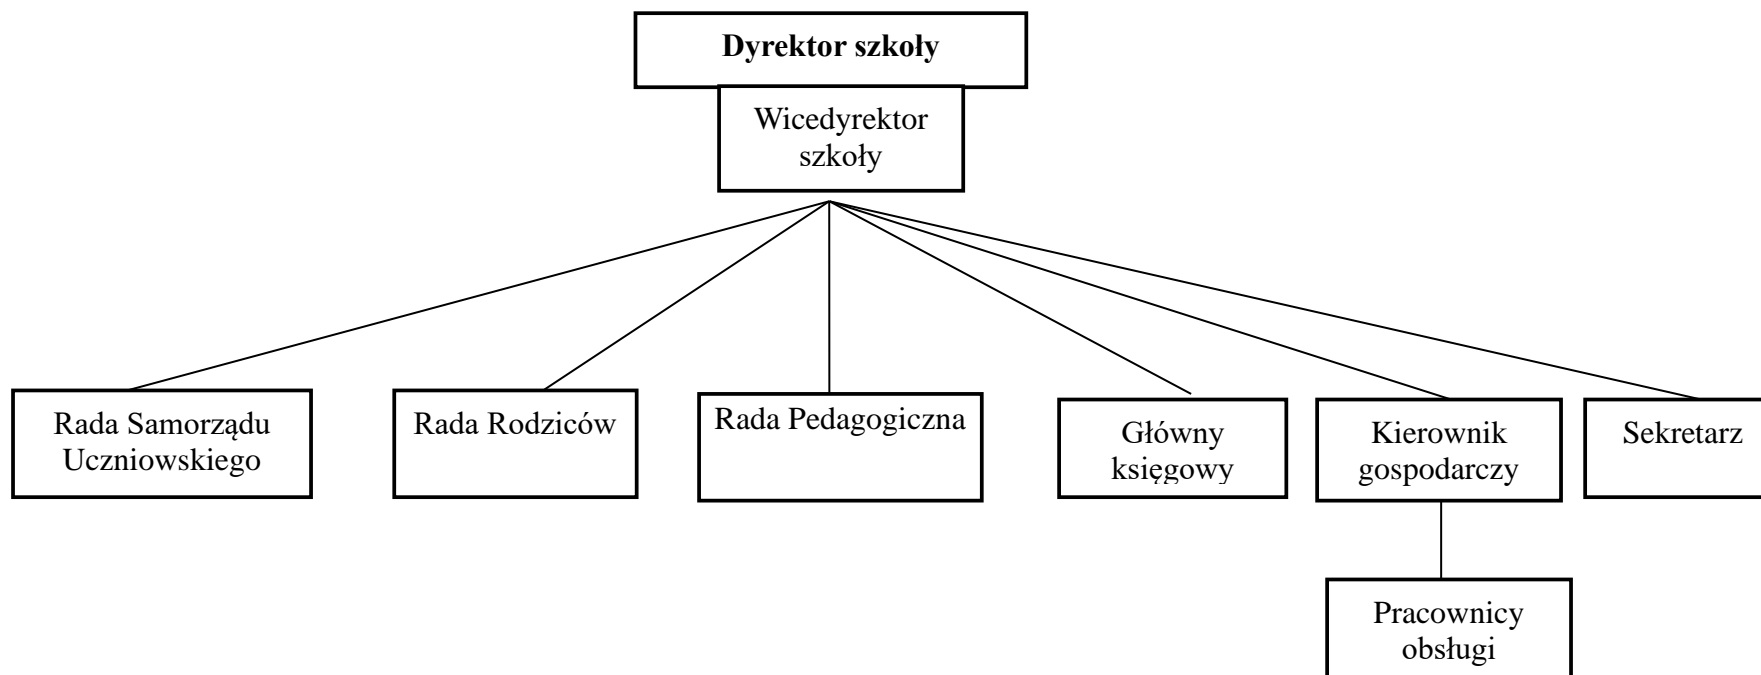 Dyrektor szkoły
Wicedyrektor
szkoły
Rada Samorządu
Uczniowskiego
Rada Rodziców
Rada Pedagogiczna
Główny
księgowy
Kierownik
gospodarczy
Sekretarz
Pracownicy
obsługi